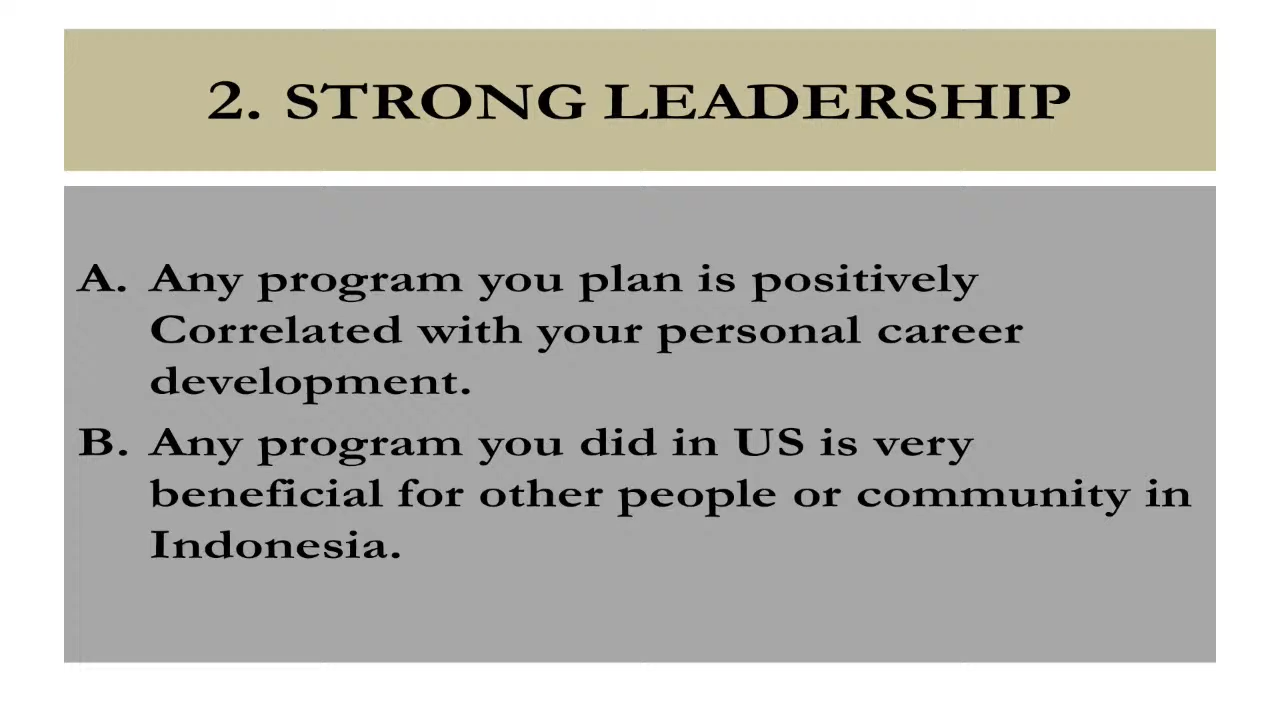 2. STRONG LEADERSHIP
A. Any program you plan is positively
Correlated with your personal career
development.
B. Any program you did in US is very
beneficial for other people or community in
Indonesia.